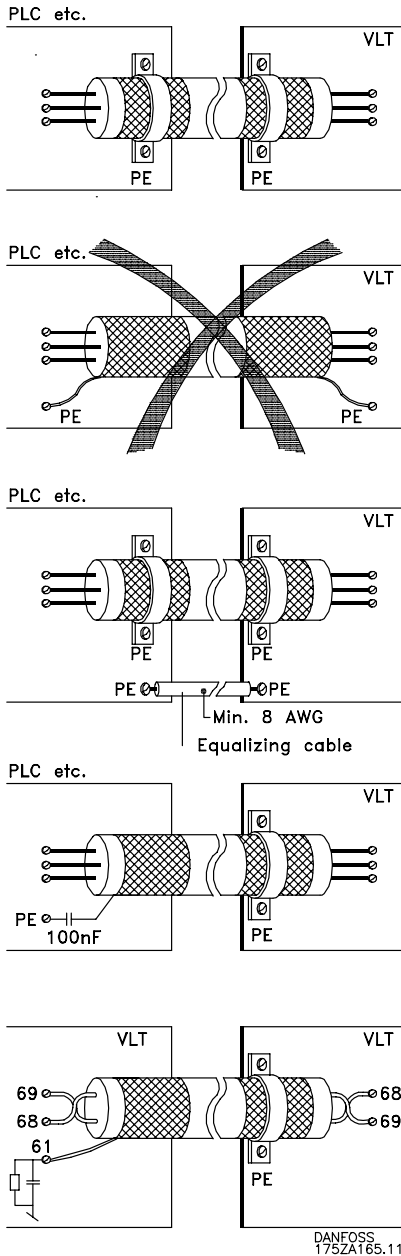 PLC etc.
VLT
PE PE
PLC etc.
VLT
PE PE
PLC etc.
VLT
PE PE
PE PE
Min. 8 AWG
Equalizing cable
PLC etc.
VLT
PE
100nF
PE
VLT VLT
69 68
68 69
61
PE
DANFOSS
175ZA165.11